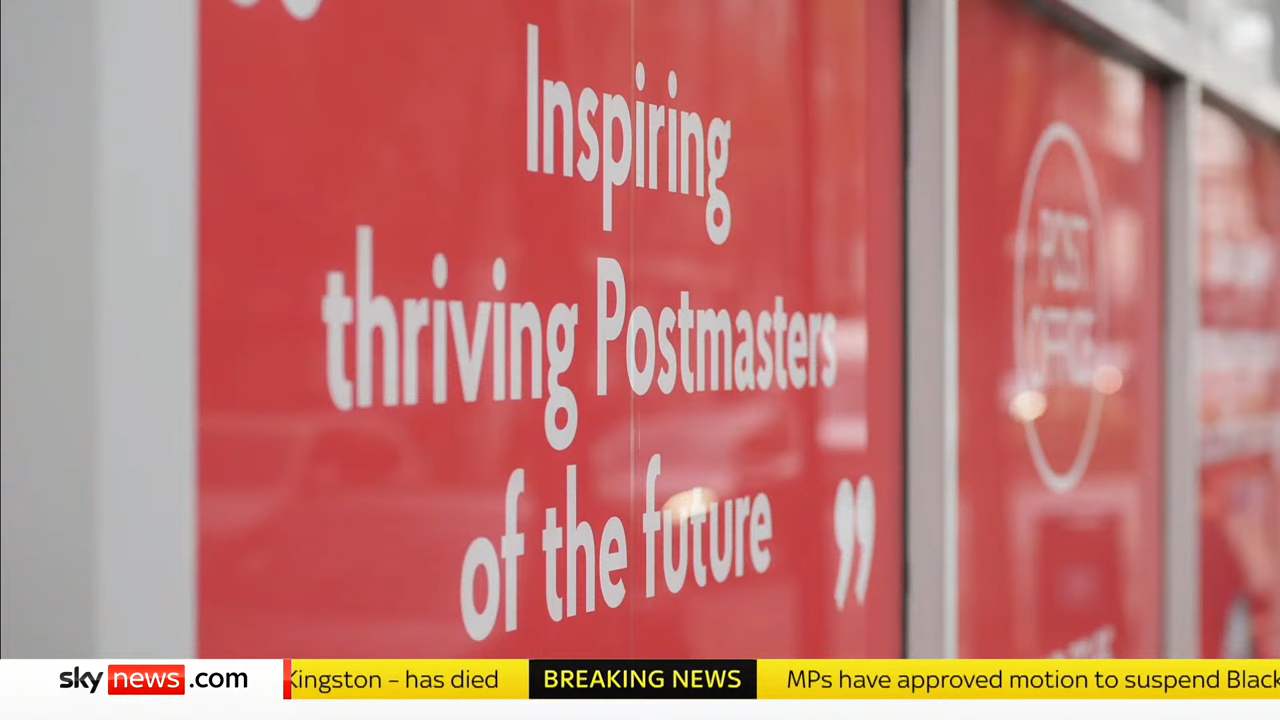 Inspiring
thriving Postmasters
of the future
”
POST
OFFICE
sky news.com
Kingston – has died
BREAKING NEWS
MPs have approved motion to suspend Black